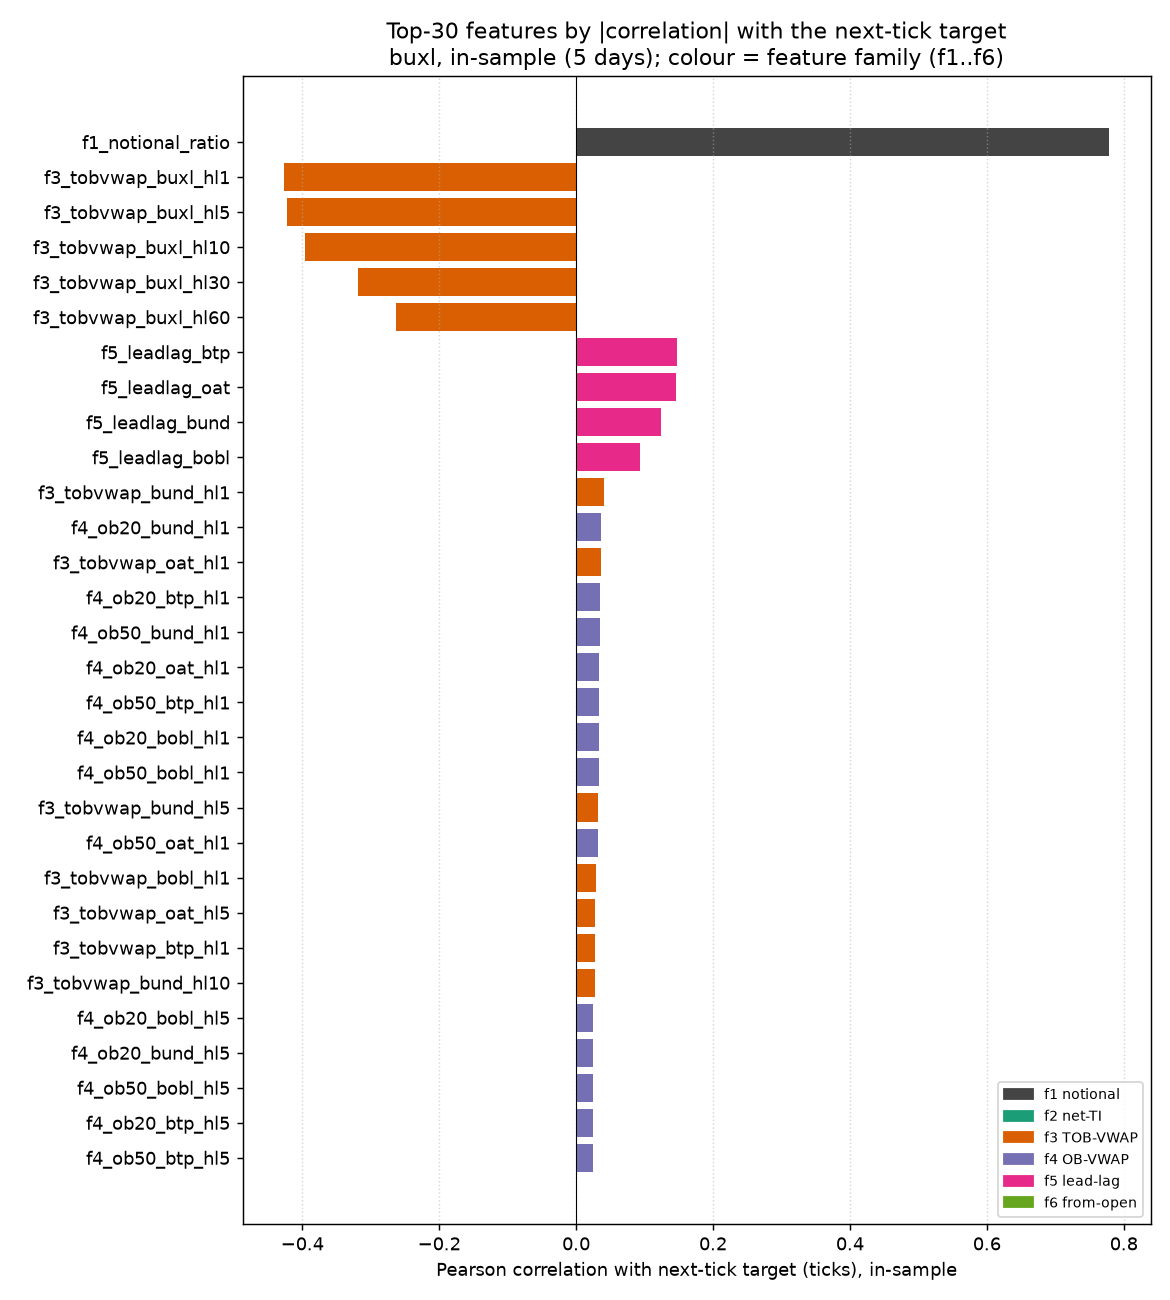 Top-30 features by |correlation| with the next-tick target
buxl, in-sample (5 days); colour = feature family (f1..f6)
f1_notional_ratio
f3_tobvwap_buxl_hl1
f3_tobvwap_buxl_hl5
f3_tobvwap_buxl_hl10
f3_tobvwap_buxl_hl30
f3_tobvwap_buxl_hl60
f5_leadlag_btp
f5_leadlag_oat
f5_leadlag_bund
f5_leadlag_bobl
f3_tobvwap_bund_hl1
f4_ob20_bund_hl1
f3_tobvwap_oat_hl1
f4_ob20_btp_hl1
f4_ob50_bund_hl1
f4_ob20_oat_hl1
f4_ob50_btp_hl1
f4_ob20_bobl_hl1
f4_ob50_bobl_hl1
f3_tobvwap_bund_hl5
f4_ob50_oat_hl1
f3_tobvwap_bobl_hl1
f3_tobvwap_oat_hl5
f3_tobvwap_btp_hl1
f3_tobvwap_bund_hl10
f4_ob20_bobl_hl5
f4_ob20_bund_hl5
f4_ob50_bobl_hl5
f4_ob20_btp_hl5
f4_ob50_btp_hl5
f1 notional
f2 net-TI
f3 TOB-VWAP
f4 OB-VWAP
f5 lead-lag
f6 from-open
−0.4 −0.2 0.0 0.2 0.4 0.6 0.8
Pearson correlation with next-tick target (ticks), in-sample